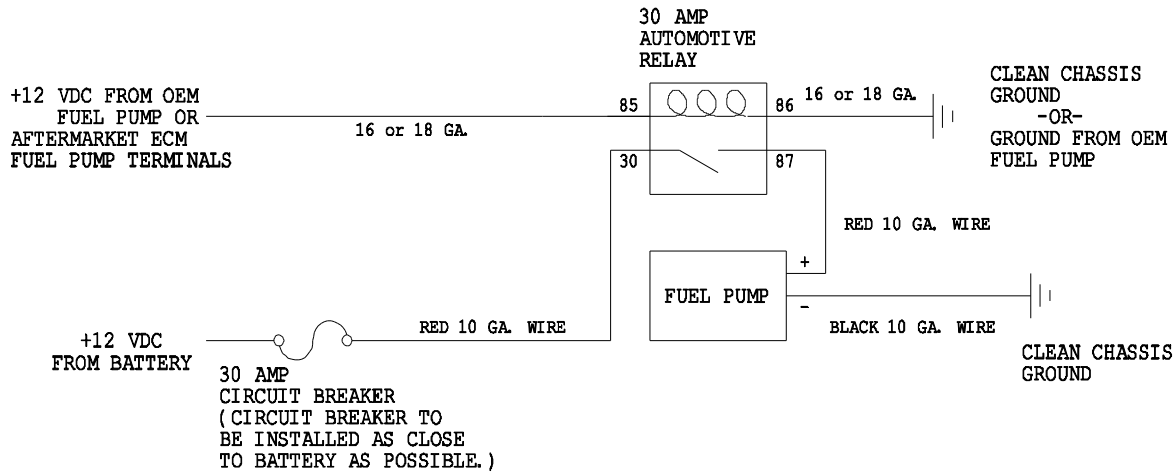 30 AMP
AUTOMOTIVE
RELAY
+12 VDC FROM OEM
FUEL PUMP OR
AFTERMARKET ECM
FUEL PUMP TERMINALS
16 or 18 GA.
85
86
30
87
16 or 18 GA.
CLEAN CHASSIS
GROUND
-OR-
GROUND FROM OEM
FUEL PUMP
RED 10 GA. WIRE
FUEL PUMP
+
-
BLACK 10 GA. WIRE
CLEAN CHASSIS
GROUND
+12 VDC
FROM BATTERY
RED 10 GA. WIRE
30 AMP
CIRCUIT BREAKER
(CIRCUIT BREAKER TO
BE INSTALLED AS CLOSE
TO BATTERY AS POSSIBLE.)